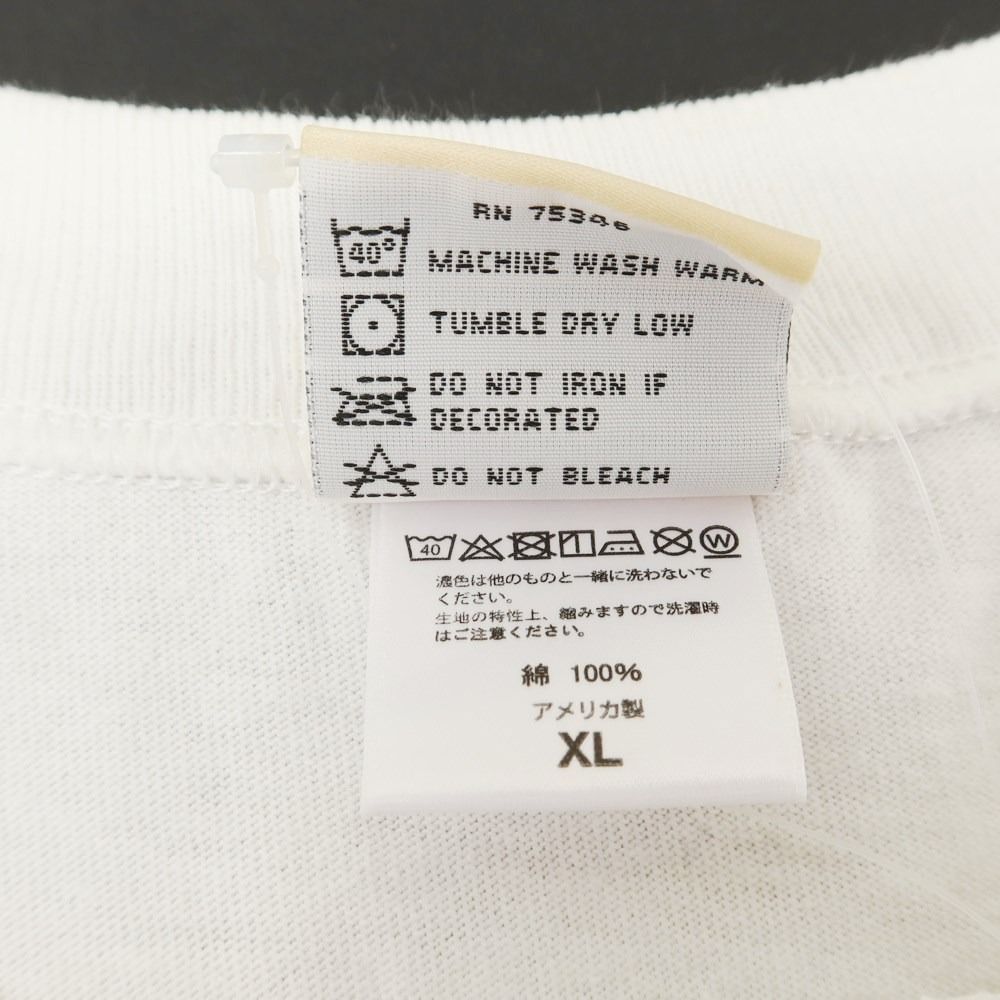 RN 75346
40°
MACHINE WASH WARM
TUMBLE DRY LOW
DO NOT IRON IF
DECORATED
DO NOT BLEACH
40 W
濃色は他のものと一緒に洗わないで
ください。
生地の特性上、縮みますので洗濯時
はご注意ください。
綿 100%
アメリカ製
XL